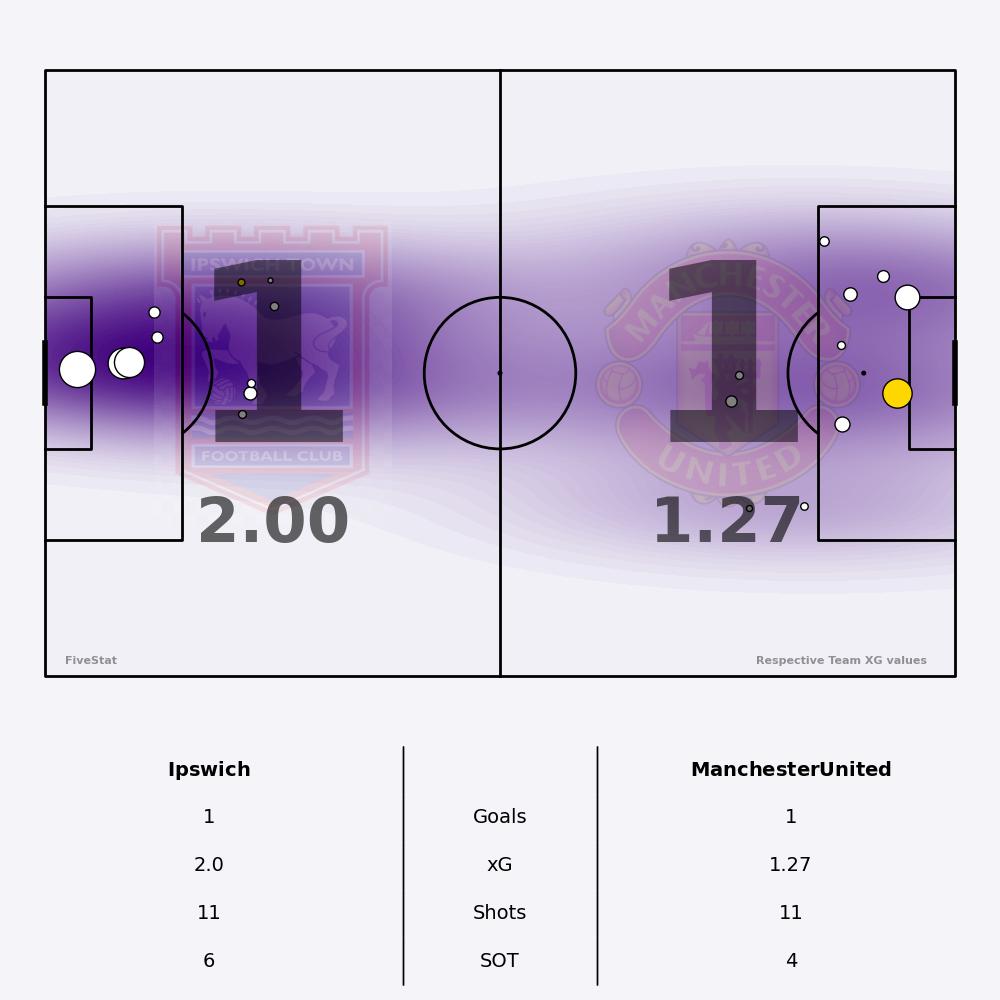 IPSWICH TOWN
FOOTBALL CLUB
1
2.00
MANCHESTER
UNITED
1
1.27
FiveStat
Respective Team XG values
Ipswich ManchesterUnited
1 Goals 1
2.0 xG 1.27
11 Shots 11
6 SOT 4